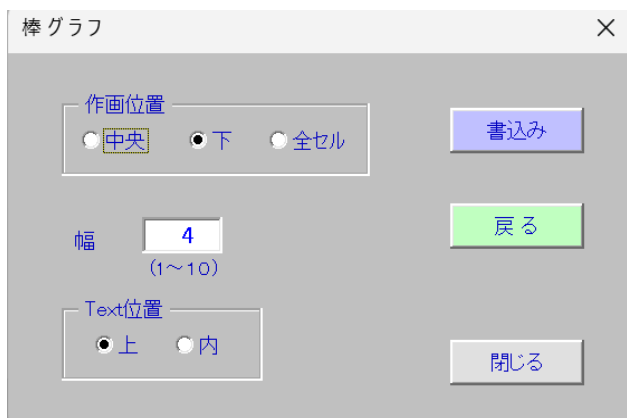 棒グラフ
作画位置
中央 下 全セル
書込み
幅 4
(1～10)
戻る
Text位置
上 内
閉じる